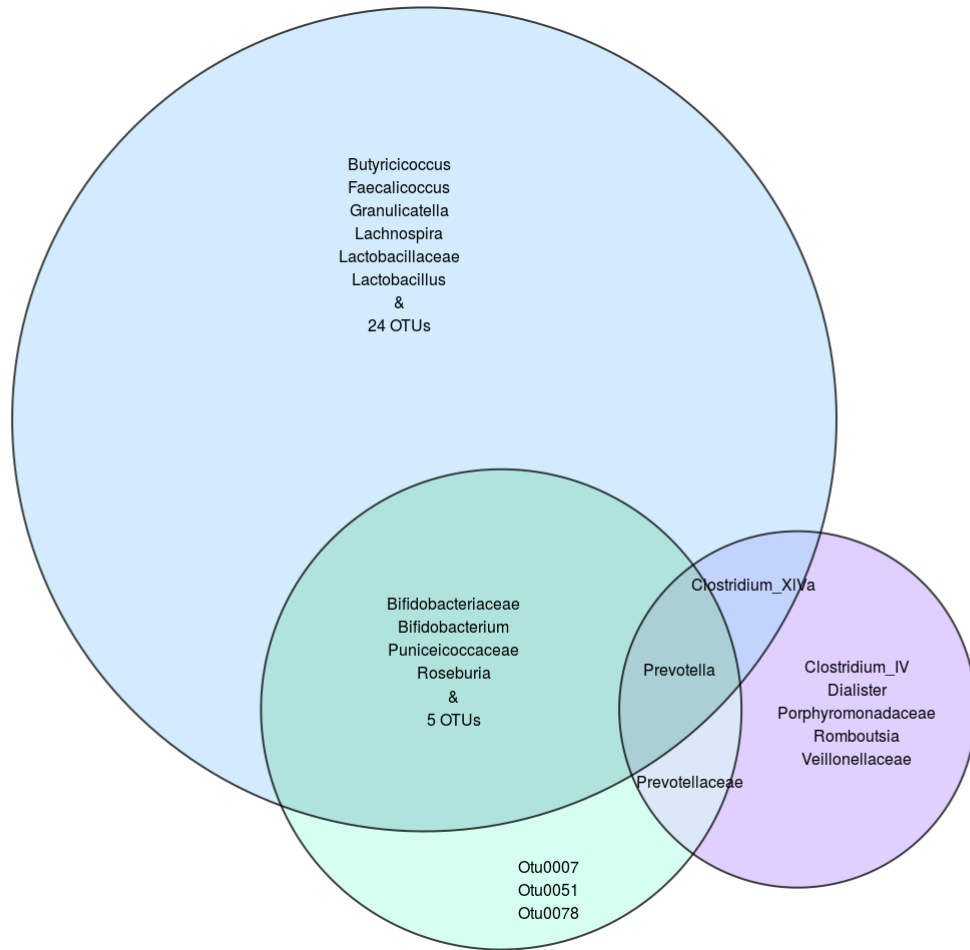 Butyricicoccus
Faecalicoccus
Granulicatella
Lachnospira
Lactobacillaceae
Lactobacillus
&
24 OTUs
Clostridium_XIVa
Bifidobacteriaceae
Bifidobacterium
Puniceicoccaceae
Roseburia
&
5 OTUs
Prevotella
Clostridium_IV
Dialister
Porphyromonadaceae
Romboutsia
Veillonellaceae
Prevotellaceae
Otu0007
Otu0051
Otu0078